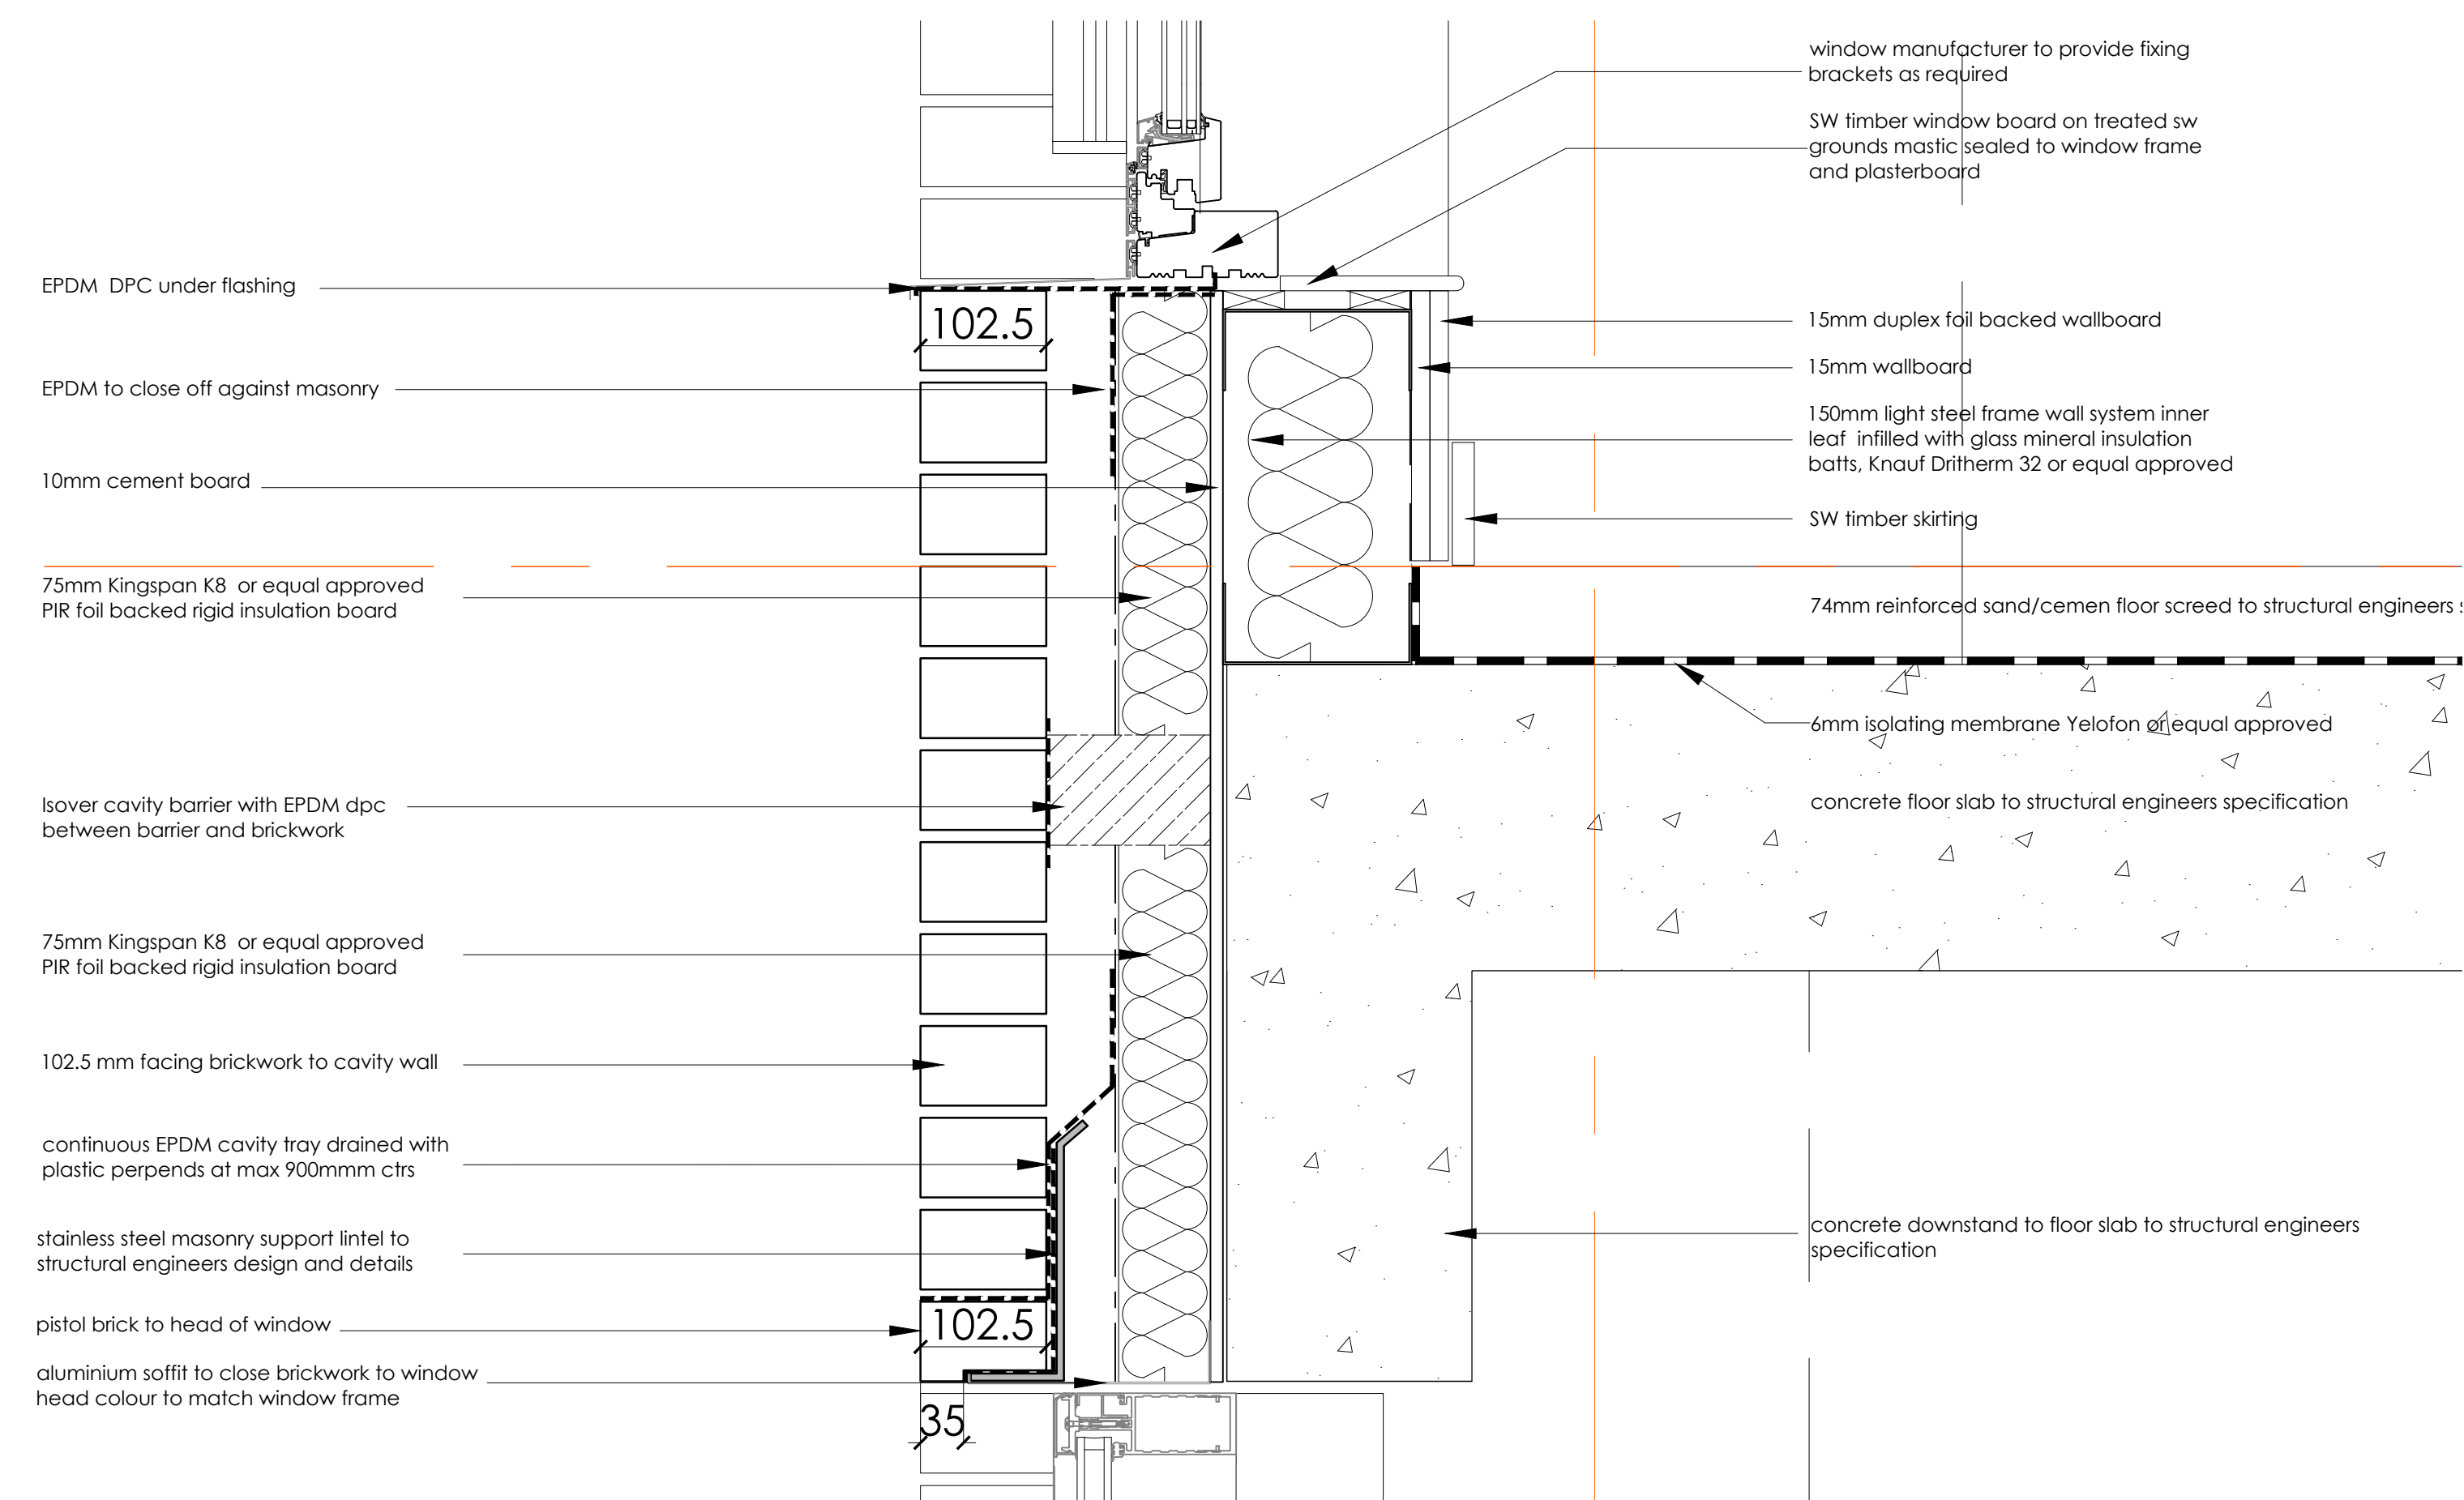 window manufacturer to provide fixing
brackets as required
SW timber window board on treated sw
grounds mastic sealed to window frame
and plasterboard
EPDM DPC under flashing
102.5
15mm duplex foil backed wallboard
15mm wallboard
EPDM to close off against masonry
150mm light steel frame wall system inner
leaf infilled with glass mineral insulation
batts, Knauf Dritherm 32 or equal approved
10mm cement board
SW timber skirting
75mm Kingspan K8 or equal approved
PIR foil backed rigid insulation board
74mm reinforced sand/cemen floor screed to structural engineers
6mm isolating membrane Yelofon or equal approved
Isover cavity barrier with EPDM dpc
between barrier and brickwork
concrete floor slab to structural engineers specification
75mm Kingspan K8 or equal approved
PIR foil backed rigid insulation board
102.5 mm facing brickwork to cavity wall
continuous EPDM cavity tray drained with
plastic perpends at max 900mmm ctrs
stainless steel masonry support lintel to
structural engineers design and details
concrete downstand to floor slab to structural engineers
specification
pistol brick to head of window
102.5
aluminium soffit to close brickwork to window
head colour to match window frame
35